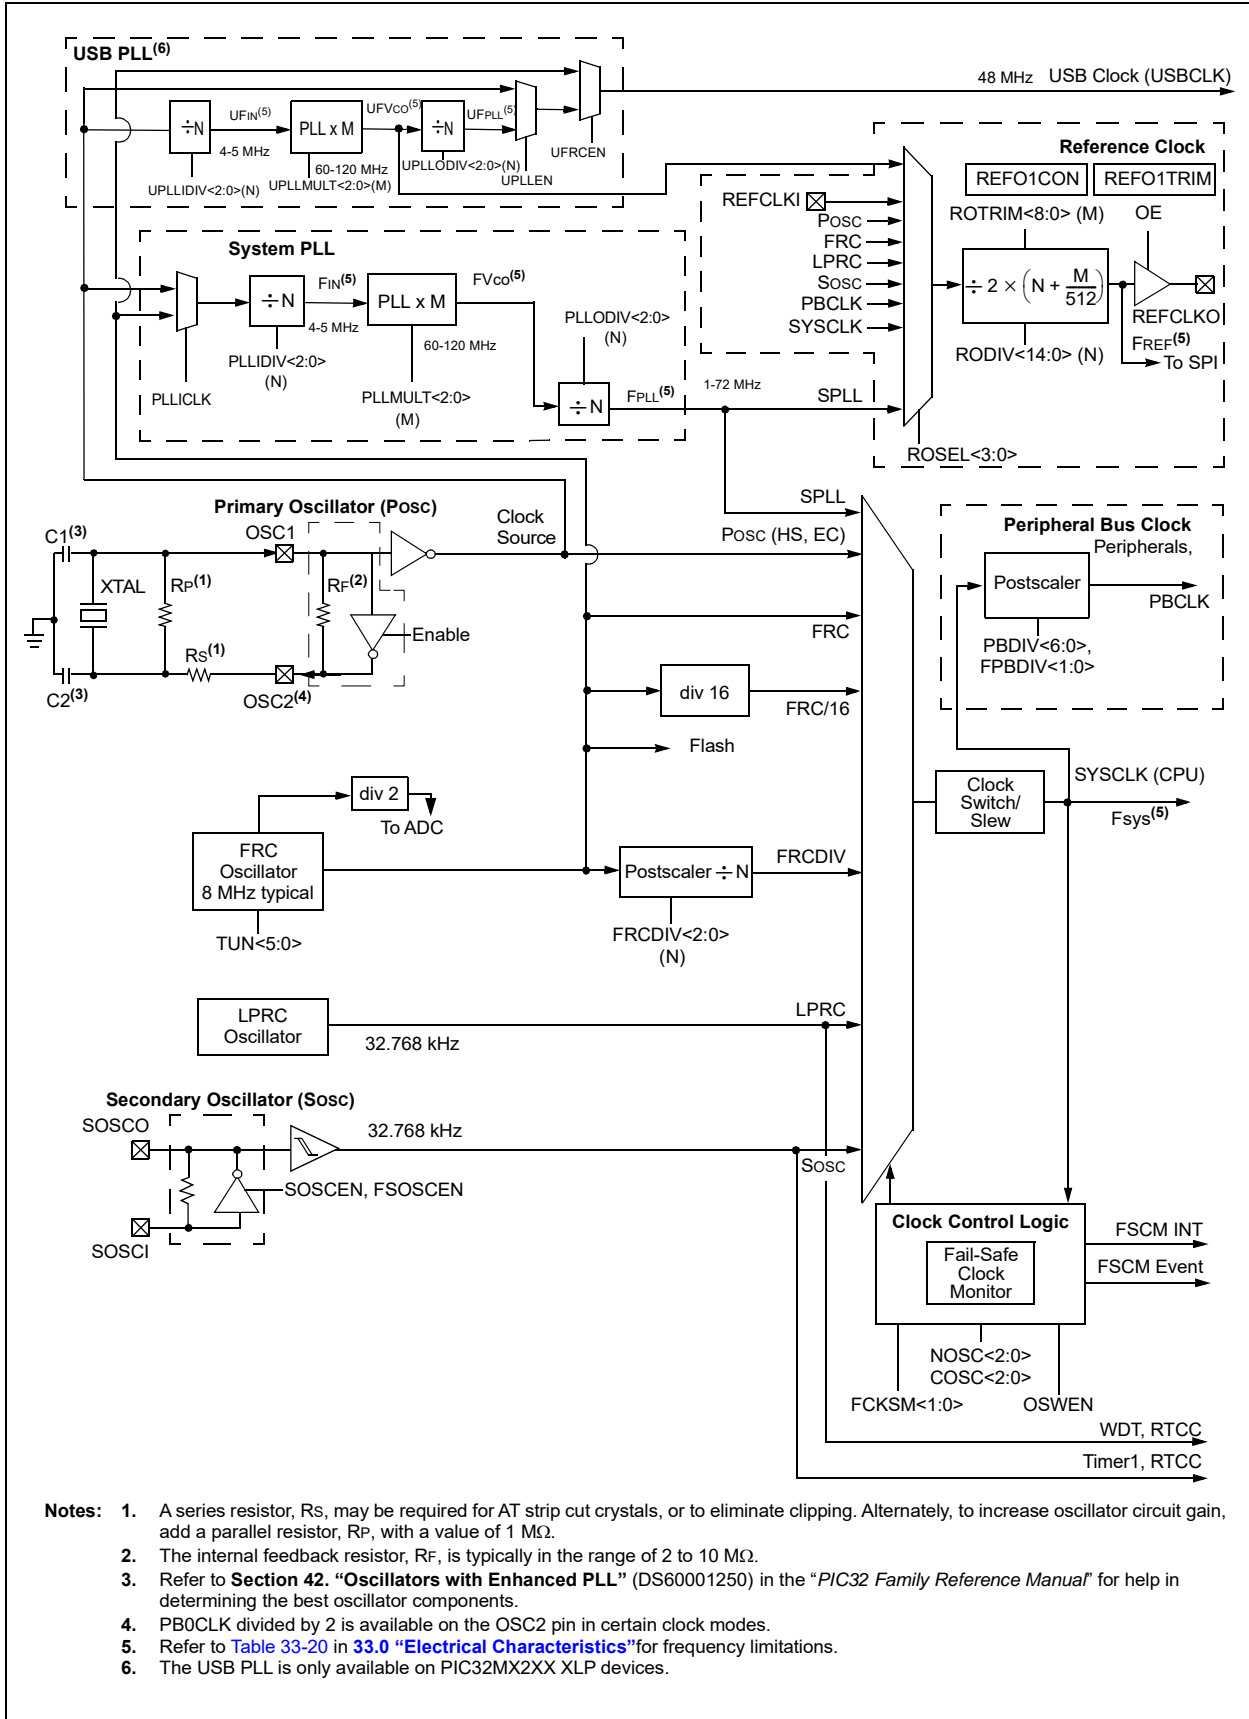 USB PLL(6)
48 MHz USB Clock (USBCLK)
÷N
UFIN(5)
4-5 MHz
PLL x M
UFVCO(5)
÷N
UFPLL(5)
UFRCEN
60-120 MHz
UPLLODIV<2:0>(N)
UPLLIDIV<2:0>(N)
UPLLMULT<2:0>(M)
UPLLEN
Reference Clock
REFO1CON
REFO1TRIM
REFCLKI
POSC
FRC
LPRC
SOSC
PBCLK
SYSCLK
ROTRIM<8:0> (M)
OE
÷ 2 × (N + M/512)
REFCLKO
FREF(5)
To SPI
RODIV<14:0> (N)
SPLL
ROSEL<3:0>
System PLL
÷N
FIN(5)
4-5 MHz
PLL x M
FVCO(5)
60-120 MHz
PLLODIV<2:0>
(N)
PLLIDIV<2:0>
(N)
PLLICLK
PLLMULT<2:0>
(M)
÷N
FPLL(5)
1-72 MHz
Primary Oscillator (POSC)
C1(3)
OSC1
Clock
Source
XTAL
RP(1)
RF(2)
Enable
RS(1)
C2(3)
OSC2(4)
SPLL
POSC (HS, EC)
FRC
div 16
FRC/16
Flash
Peripheral Bus Clock
Peripherals,
Postscaler
PBCLK
PBDIV<6:0>,
FPBDIV<1:0>
Clock
Switch/
Slew
SYSCLK (CPU)
Fsys(5)
div 2
To ADC
FRC
Oscillator
8 MHz typical
TUN<5:0>
Postscaler ÷N
FRCDIV
FRCDIV<2:0>
(N)
LPRC
Oscillator
32.768 kHz
LPRC
Secondary Oscillator (SOSC)
SOSCO
32.768 kHz
SOSC
SOSCEN, FSOSCEN
SOSCI
Clock Control Logic
Fail-Safe
Clock
Monitor
FSCM INT
FSCM Event
NOSC<2:0>
COSC<2:0>
FCKSM<1:0>
OSWEN
WDT, RTCC
Timer1, RTCC
Notes: 1. A series resistor, RS, may be required for AT strip cut crystals, or to eliminate clipping. Alternately, to increase oscillator circuit gain,
add a parallel resistor, RP, with a value of 1 MΩ.
2. The internal feedback resistor, RF, is typically in the range of 2 to 10 MΩ.
3. Refer to Section 42. “Oscillators with Enhanced PLL” (DS60001250) in the “PIC32 Family Reference Manual” for help in
determining the best oscillator components.
4. PB0CLK divided by 2 is available on the OSC2 pin in certain clock modes.
5. Refer to Table 33-20 in 33.0 “Electrical Characteristics”for frequency limitations.
6. The USB PLL is only available on PIC32MX2XX XLP devices.